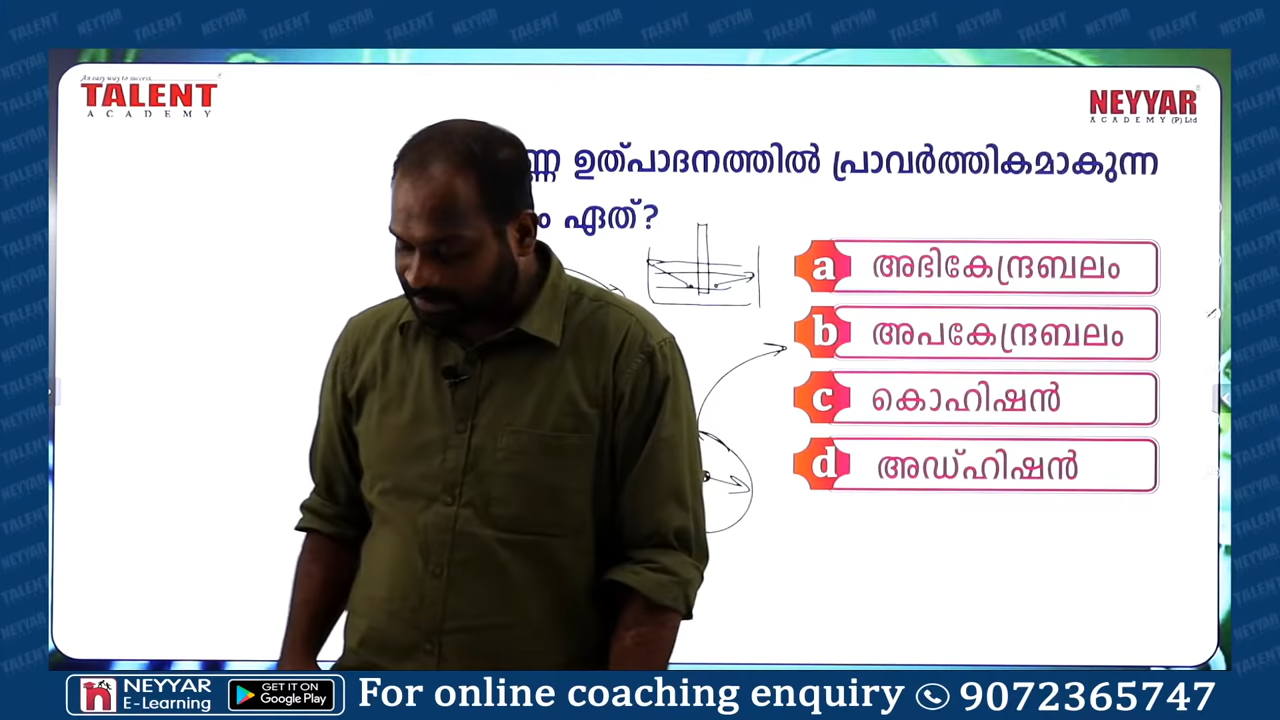 An easy way to success
TALENT
ACADEMY
NEYYAR
ACADEMY (P) Ltd
ഉത്പാദനത്തിൽ പ്രാവർത്തികമാകുന്ന
ഏത്?
a അഭികേന്ദ്രബലം
b അപകേന്ദ്രബലം
c കൊഹിഷൻ
d അഡ്ഹിഷൻ
NEYYAR
E-Learning
GET IT ON
Google Play
For online coaching enquiry 9072365747